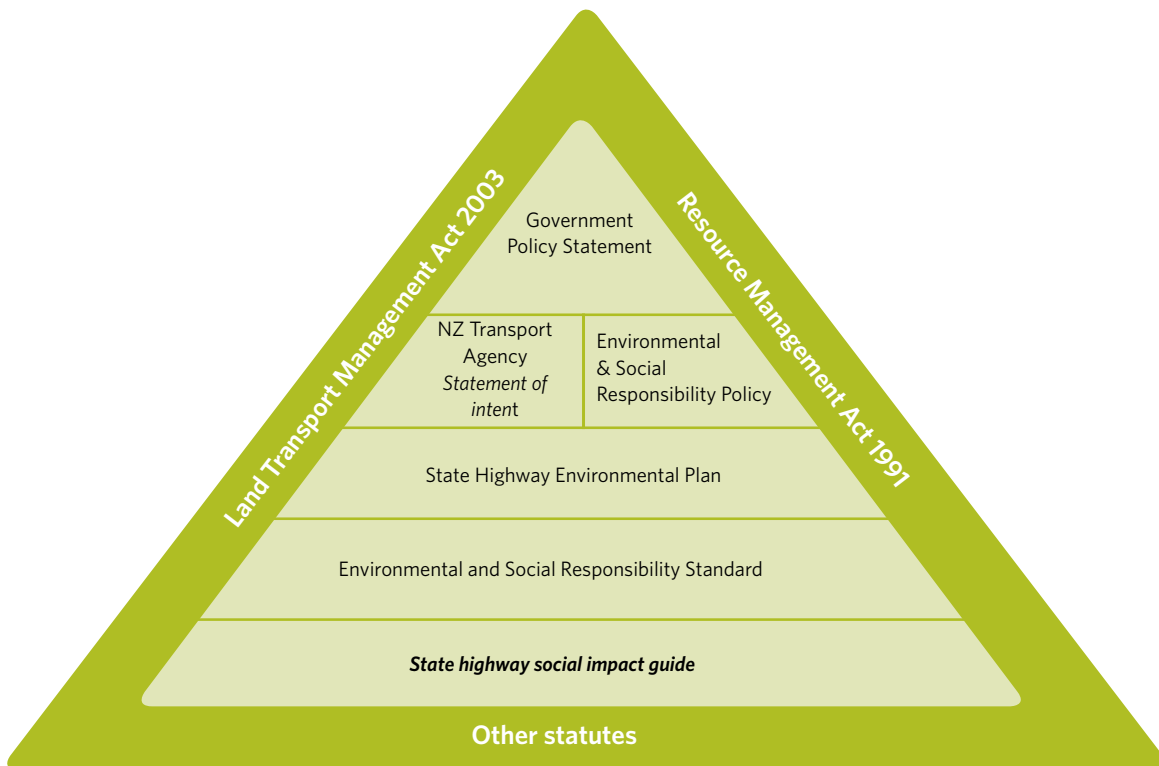 Land Transport Management Act 2003
Resource Management Act 1991
Government
Policy Statement
NZ Transport
Agency
Statement of
intent
Environmental
& Social
Responsibility Policy
State Highway Environmental Plan
Environmental and Social Responsibility Standard
State highway social impact guide
Other statutes